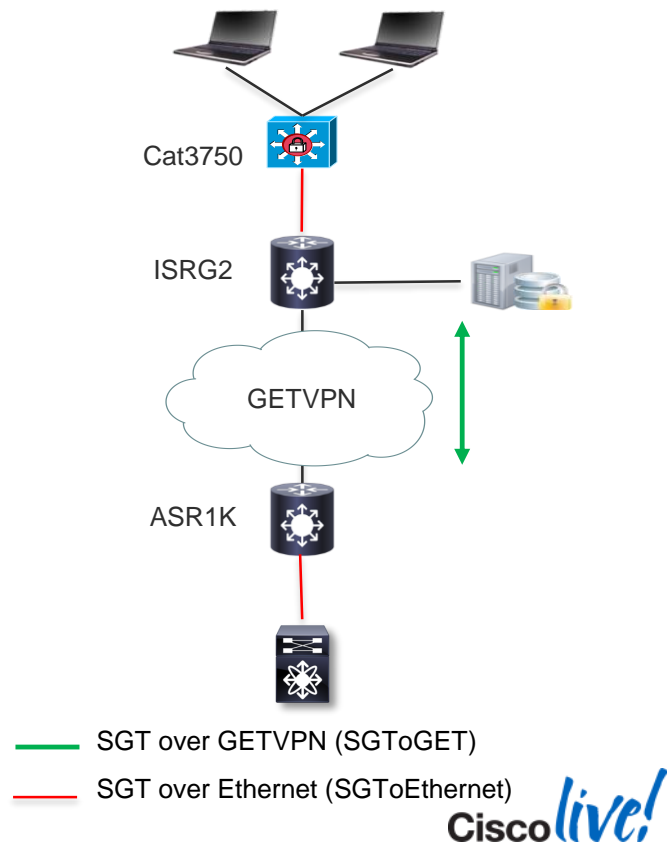 Cat3750
ISRG2
GETVPN
ASR1K
SGT over GETVPN (SGToGET)
SGT over Ethernet (SGToEthernet)
Cisco live!